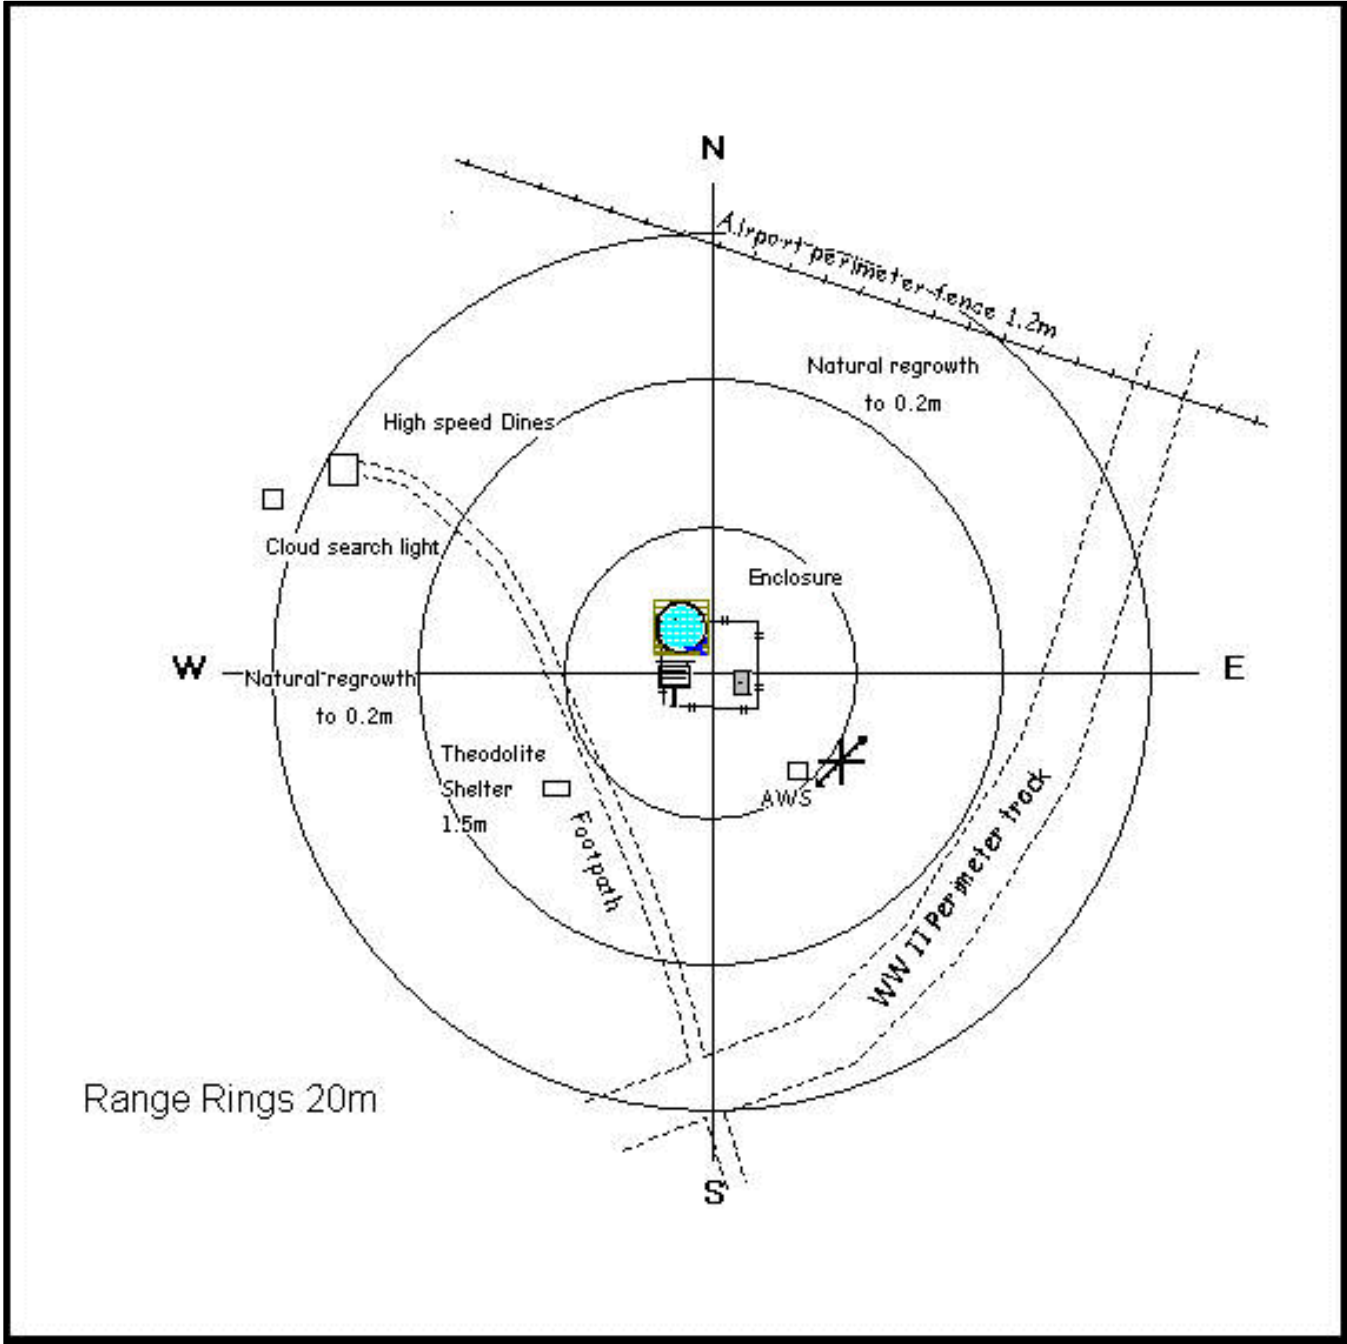 N
Airport perimeter fence 1.2m
Natural regrowth
to 0.2m
High speed Dines
Cloud search light
Enclosure
W
E
Natural regrowth
to 0.2m
Theodolite
Shelter
1.5m
AWS
Footpath
WW II Perimeter track
Range Rings 20m
S